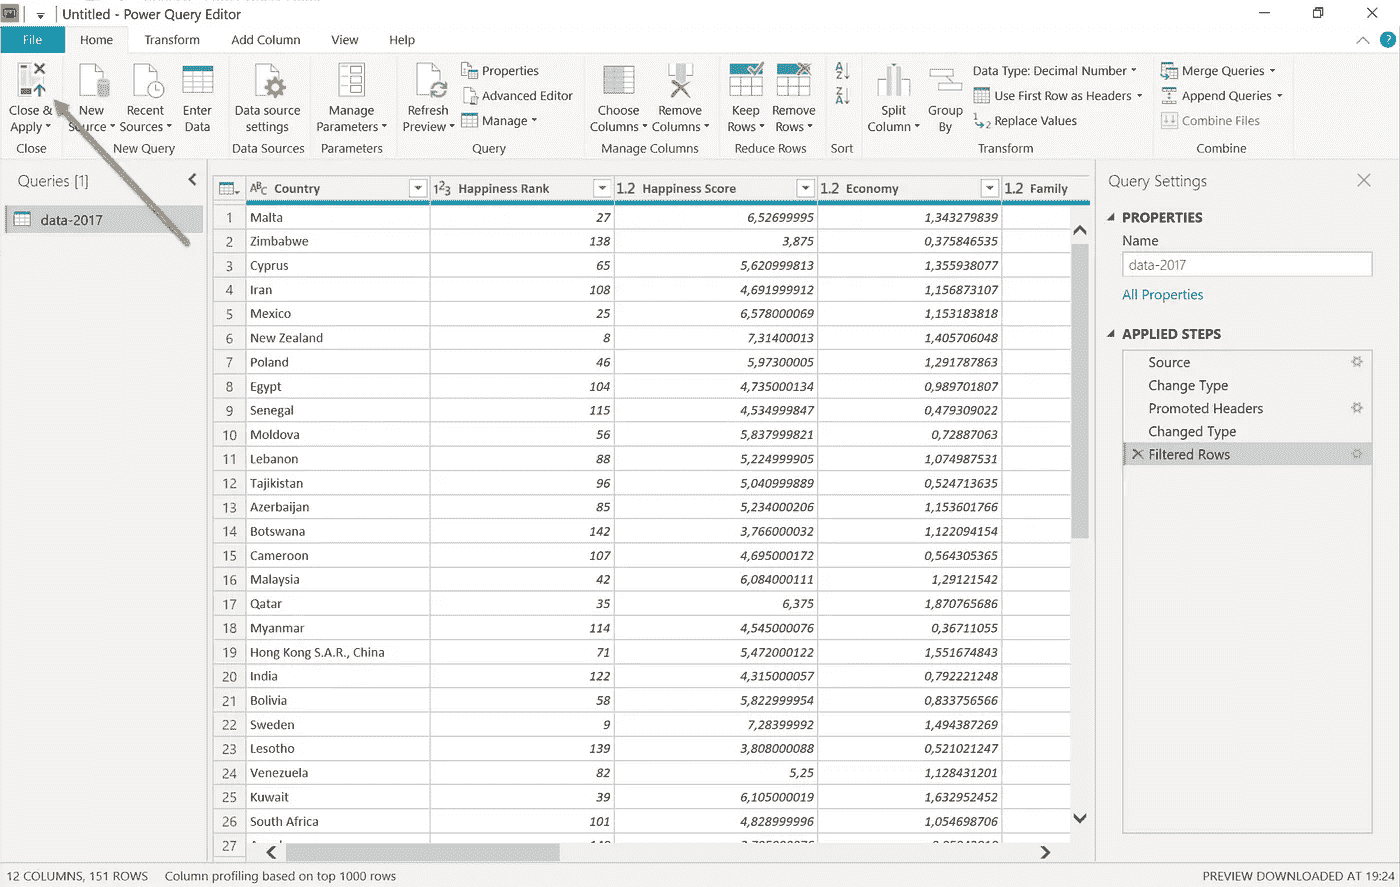 Untitled - Power Query Editor
File Home Transform Add Column View Help
Close & Apply
New Source
Recent Sources
Enter Data
Data source settings
Manage Parameters
Refresh Preview
Properties
Advanced Editor
Manage
Choose Columns
Remove Columns
Keep Rows
Remove Rows
Split Column
Group By
Data Type: Decimal Number
Use First Row as Headers
Replace Values
Merge Queries
Append Queries
Combine Files
Close New Query Data Sources Parameters Query Manage Columns Reduce Rows Sort Transform Combine
Queries [1]
data-2017
Country Happiness Rank Happiness Score Economy Family
1 Malta 27 6,52699995 1,343279839
2 Zimbabwe 138 3,875 0,375846535
3 Cyprus 65 5,620999813 1,355938077
4 Iran 108 4,691999912 1,156873107
5 Mexico 25 6,578000069 1,153183818
6 New Zealand 8 7,31400013 1,405706048
7 Poland 46 5,97300005 1,291787863
8 Egypt 104 4,735000134 0,989701807
9 Senegal 115 4,534999847 0,479309022
10 Moldova 56 5,837999821 0,72887063
11 Lebanon 88 5,224999905 1,074987531
12 Tajikistan 96 5,040999889 0,524713635
13 Azerbaijan 85 5,234000206 1,153601766
14 Botswana 142 3,766000032 1,122094154
15 Cameroon 107 4,695000172 0,564305365
16 Malaysia 42 6,084000111 1,29121542
17 Qatar 35 6,375 1,870765686
18 Myanmar 114 4,545000076 0,36711055
19 Hong Kong S.A.R., China 71 5,472000122 1,551674843
20 India 122 4,315000057 0,792221248
21 Bolivia 58 5,822999954 0,833756566
22 Sweden 9 7,28399992 1,494387269
23 Lesotho 139 3,808000088 0,521021247
24 Venezuela 82 5,25 1,128431201
25 Kuwait 39 6,105000019 1,632952452
26 South Africa 101 4,828999996 1,054698706
27
Query Settings
PROPERTIES
Name
data-2017
All Properties
APPLIED STEPS
Source
Change Type
Promoted Headers
Changed Type
Filtered Rows
12 COLUMNS, 151 ROWS Column profiling based on top 1000 rows PREVIEW DOWNLOADED AT 19:24